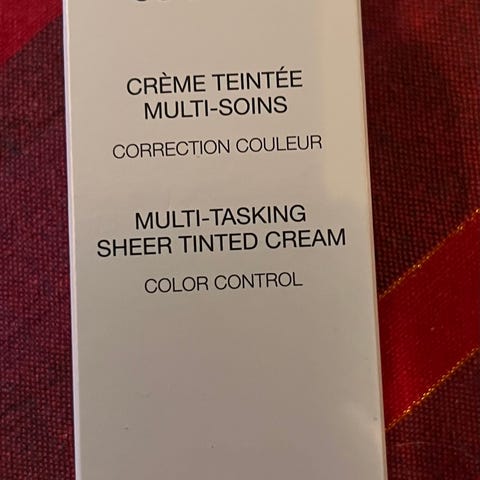 CRÈME TEINTÉE
MULTI-SOINS
CORRECTION COULEUR
MULTI-TASKING
SHEER TINTED CREAM
COLOR CONTROL